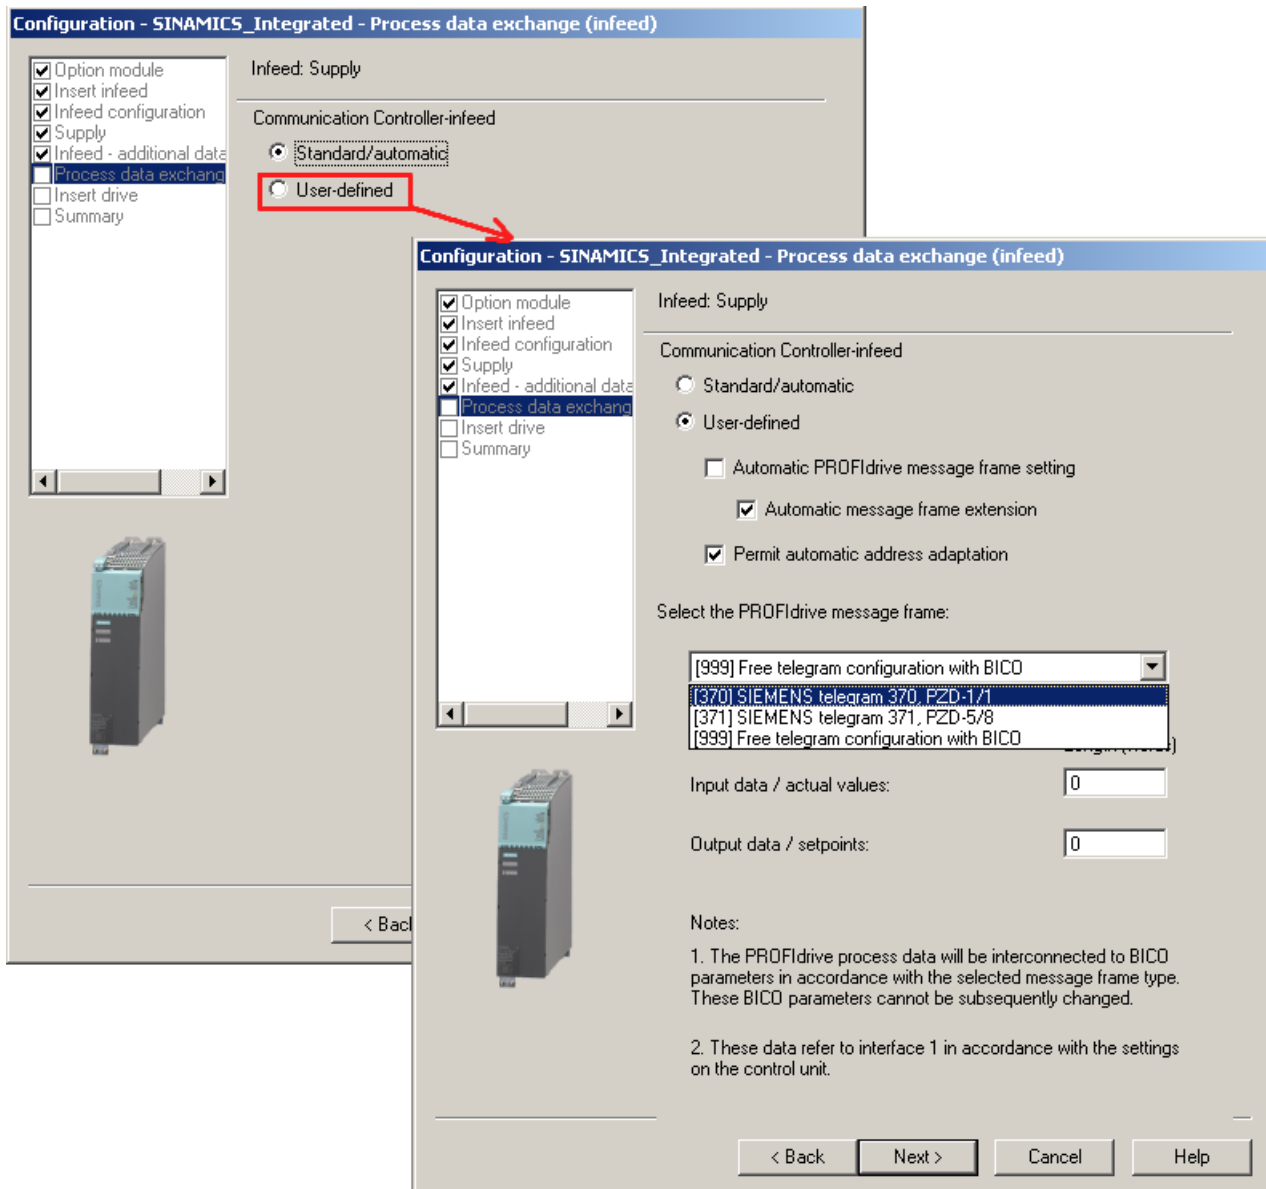 Configuration - SINAMICS_Integrated - Process data exchange (infeed)
Option module
Insert infeed
Infeed configuration
Supply
Infeed - additional data
Process data exchang
Insert drive
Summary
Infeed: Supply
Communication Controller-infeed
Standard/automatic
User-defined
< Back
Configuration - SINAMICS_Integrated - Process data exchange (infeed)
Option module
Insert infeed
Infeed configuration
Supply
Infeed - additional data
Process data exchang
Insert drive
Summary
Infeed: Supply
Communication Controller-infeed
Standard/automatic
User-defined
Automatic PROFIdrive message frame setting
Automatic message frame extension
Permit automatic address adaptation
Select the PROFIdrive message frame:
[999] Free telegram configuration with BICO
[370] SIEMENS telegram 370, PZD-1/1
[371] SIEMENS telegram 371, PZD-5/8
[999] Free telegram configuration with BICO
Input data / actual values: 0
Output data / setpoints: 0
Notes:
1. The PROFIdrive process data will be interconnected to BICO
parameters in accordance with the selected message frame type.
These BICO parameters cannot be subsequently changed.
2. These data refer to interface 1 in accordance with the settings
on the control unit.
< Back Next > Cancel Help